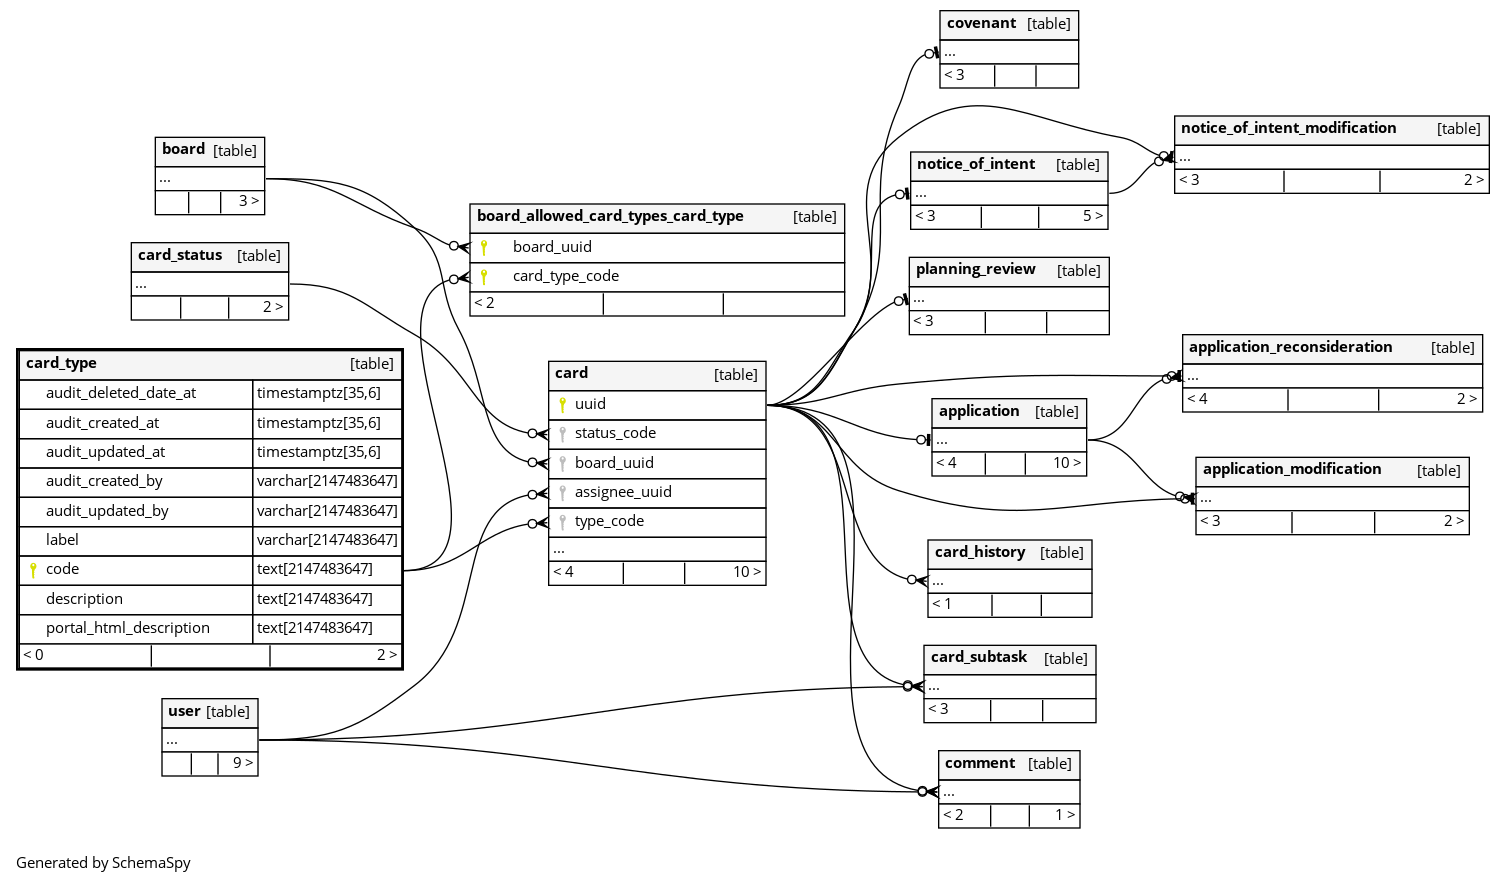 covenant [table]
...
< 3
notice_of_intent_modification [table]
...
< 3 2 >
board [table]
...
3 >
notice_of_intent [table]
...
< 3 5 >
board_allowed_card_types_card_type [table]
board_uuid
card_type_code
< 2
card_status [table]
...
2 >
planning_review [table]
...
< 3
application_reconsideration [table]
...
< 4 2 >
card_type [table]
audit_deleted_date_at timestamptz[35,6]
audit_created_at timestamptz[35,6]
audit_updated_at timestamptz[35,6]
audit_created_by varchar[2147483647]
audit_updated_by varchar[2147483647]
label varchar[2147483647]
code text[2147483647]
description text[2147483647]
portal_html_description text[2147483647]
< 0 2 >
card [table]
uuid
status_code
board_uuid
assignee_uuid
type_code
...
< 4 10 >
application [table]
...
< 4 10 >
application_modification [table]
...
< 3 2 >
card_history [table]
...
< 1
card_subtask [table]
...
< 3
user [table]
...
9 >
comment [table]
...
< 2 1 >
Generated by SchemaSpy